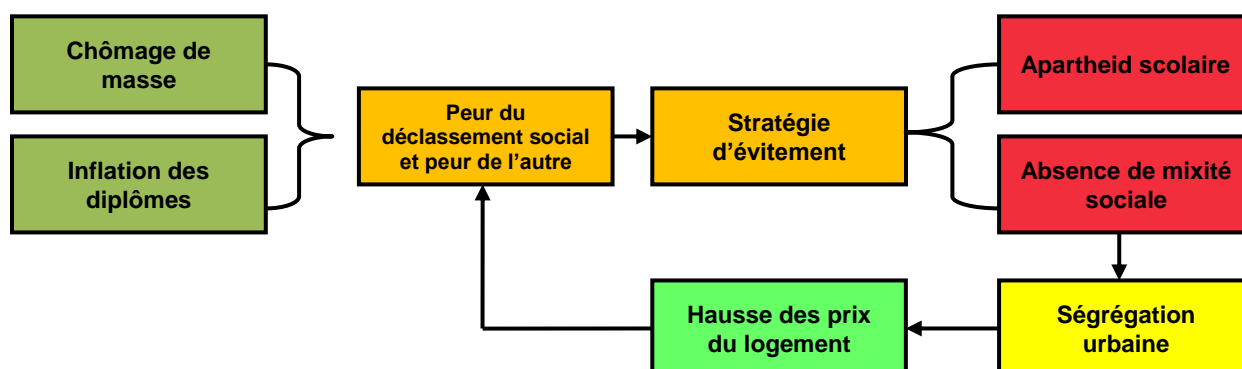 Chômage de
masse
Inflation des
diplômes
Peur du
déclassement social
et peur de l’autre
Stratégie
d’évitement
Apartheid scolaire
Absence de mixité
sociale
Hausse des prix
du logement
Ségrégation
urbaine